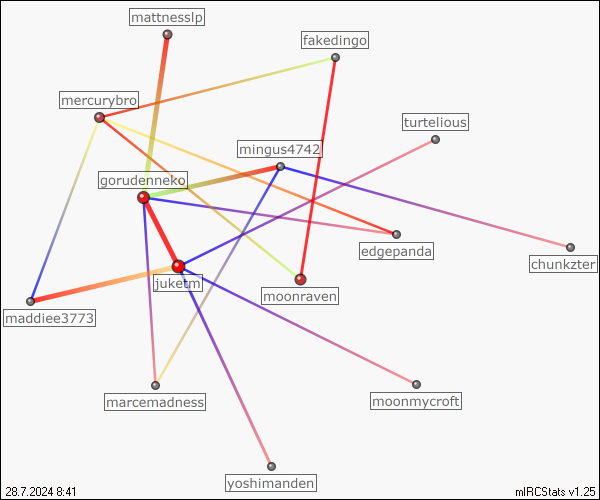 mattnesslp
fakedingo
mercurybro
turtelious
mingus4742
gorudenneko
edgepanda
chunkzter
juketm
moonraven
maddiee3773
marcemadness
moonmycroft
yoshimanden
28.7.2024 8:41
mIRCStats v1.25